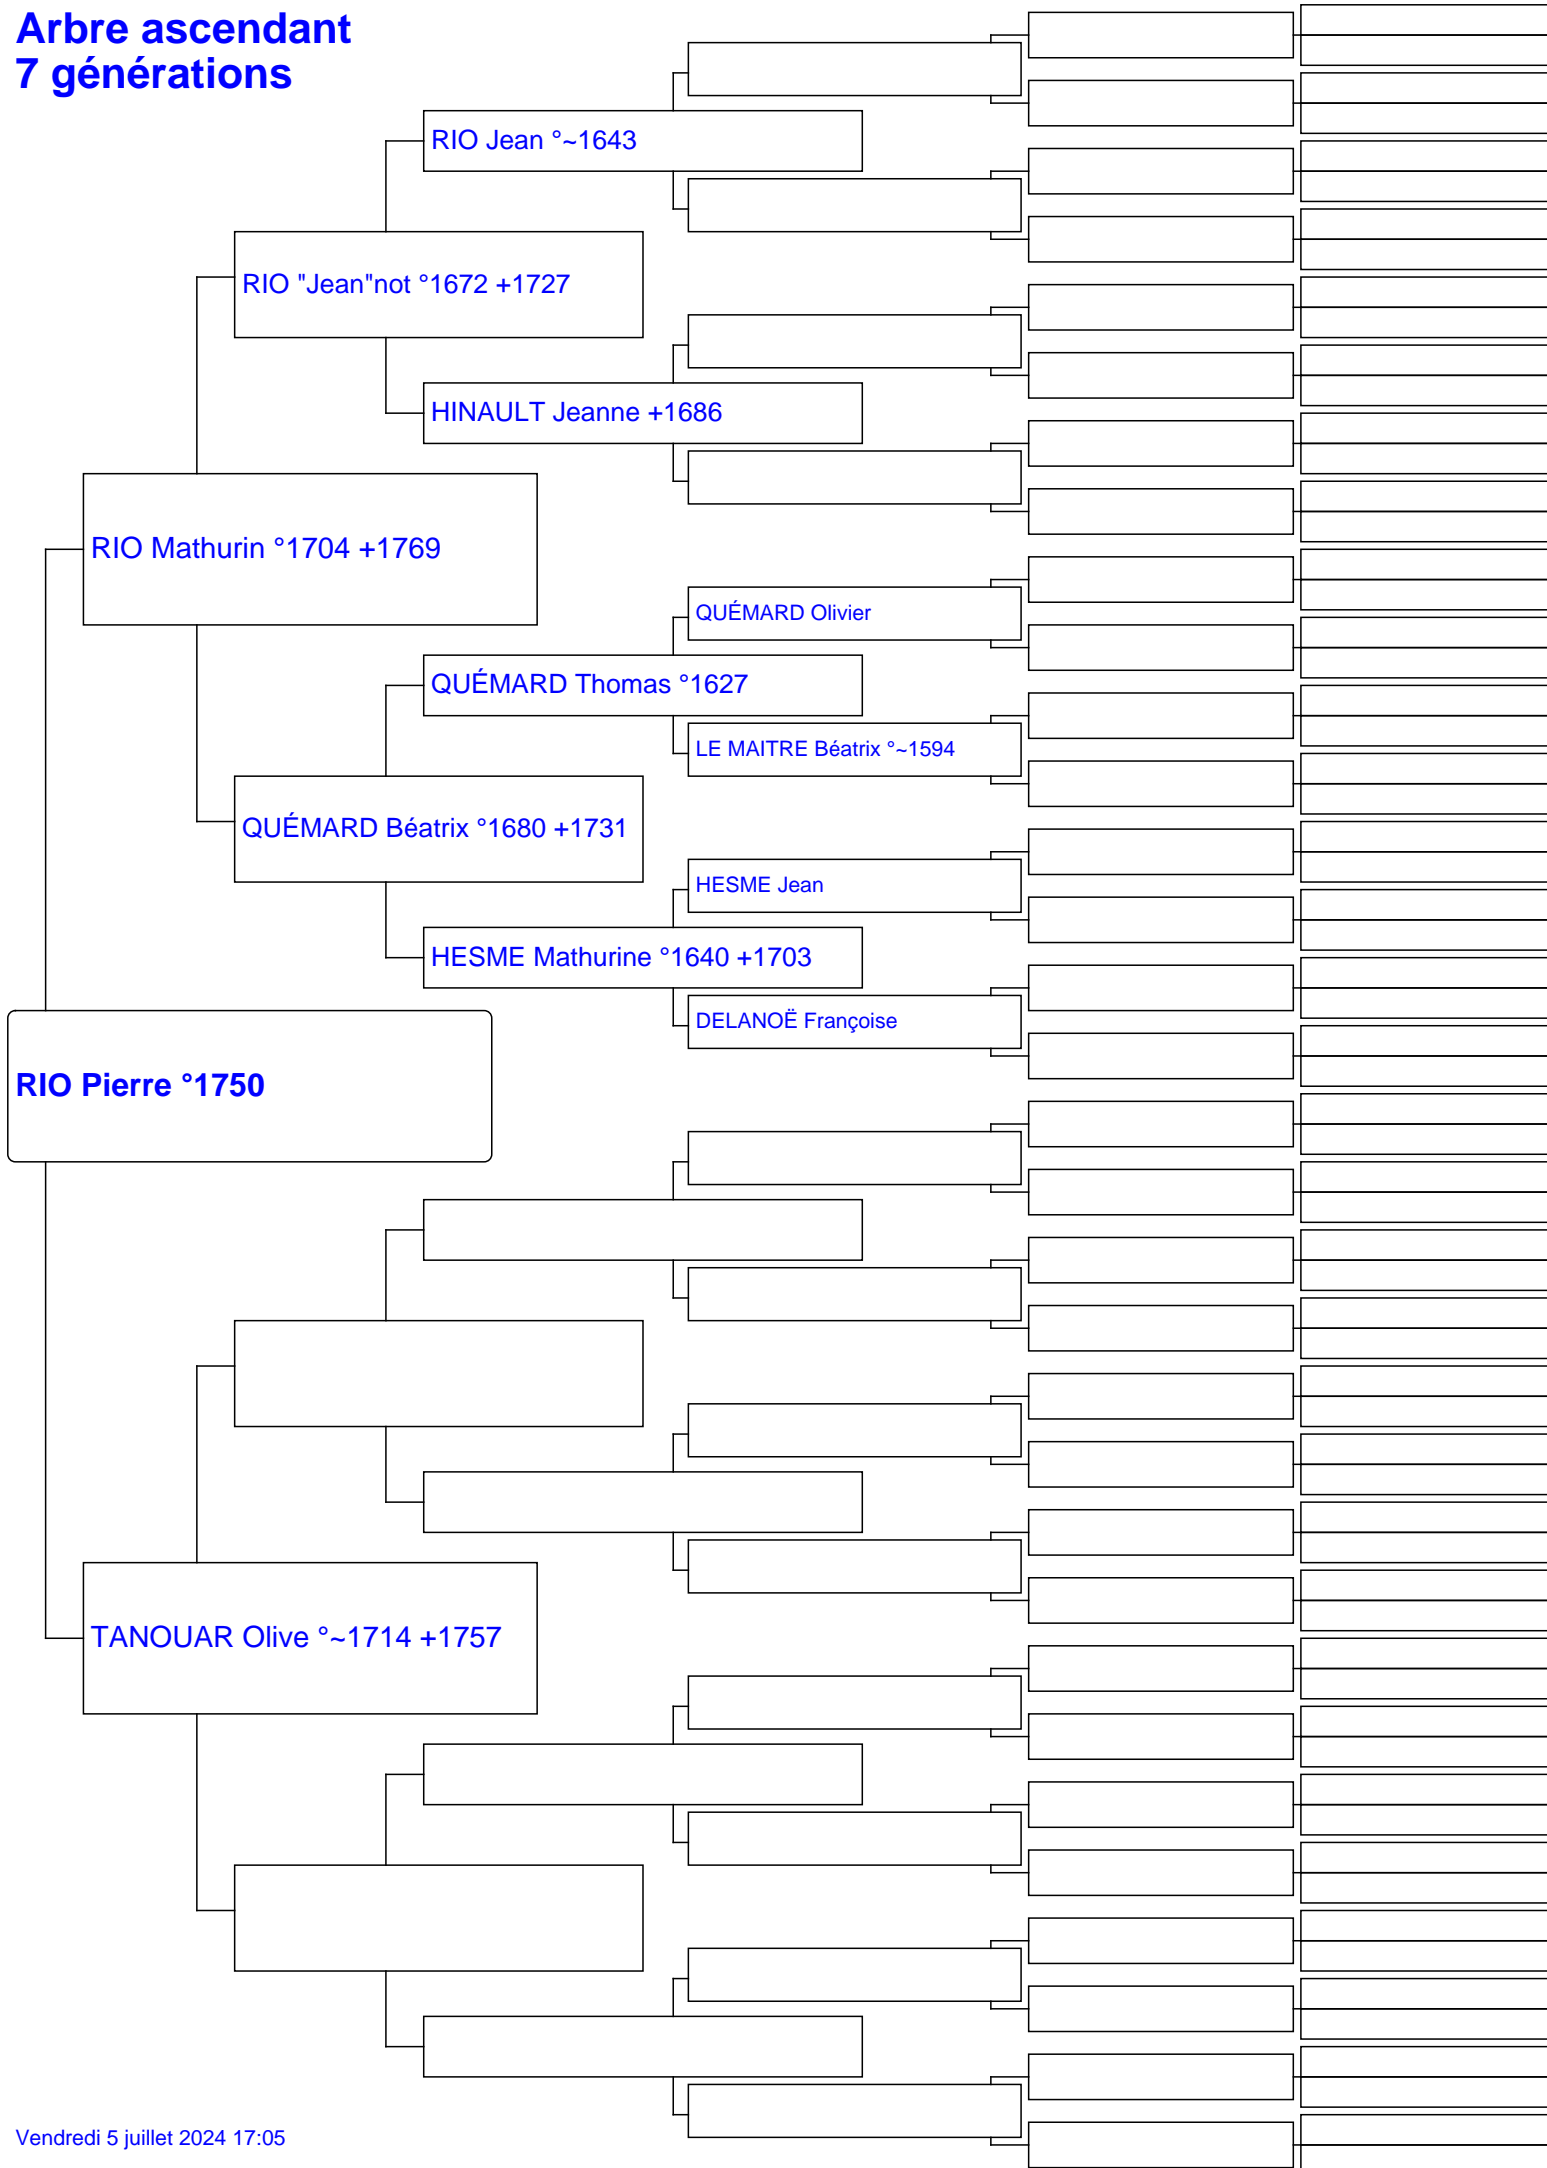 Arbre ascendant
7 générations
RIO Jean °~1643
RIO "Jean"not °1672 +1727
HINAULT Jeanne +1686
RIO Mathurin °1704 +1769
QUÉMARD Olivier
QUÉMARD Thomas °1627
LE MAITRE Béatrix °~1594
QUÉMARD Béatrix °1680 +1731
HESME Jean
HESME Mathurine °1640 +1703
DELANOË Françoise
RIO Pierre °1750
TANOUAR Olive °~1714 +1757
Vendredi 5 juillet 2024 17:05